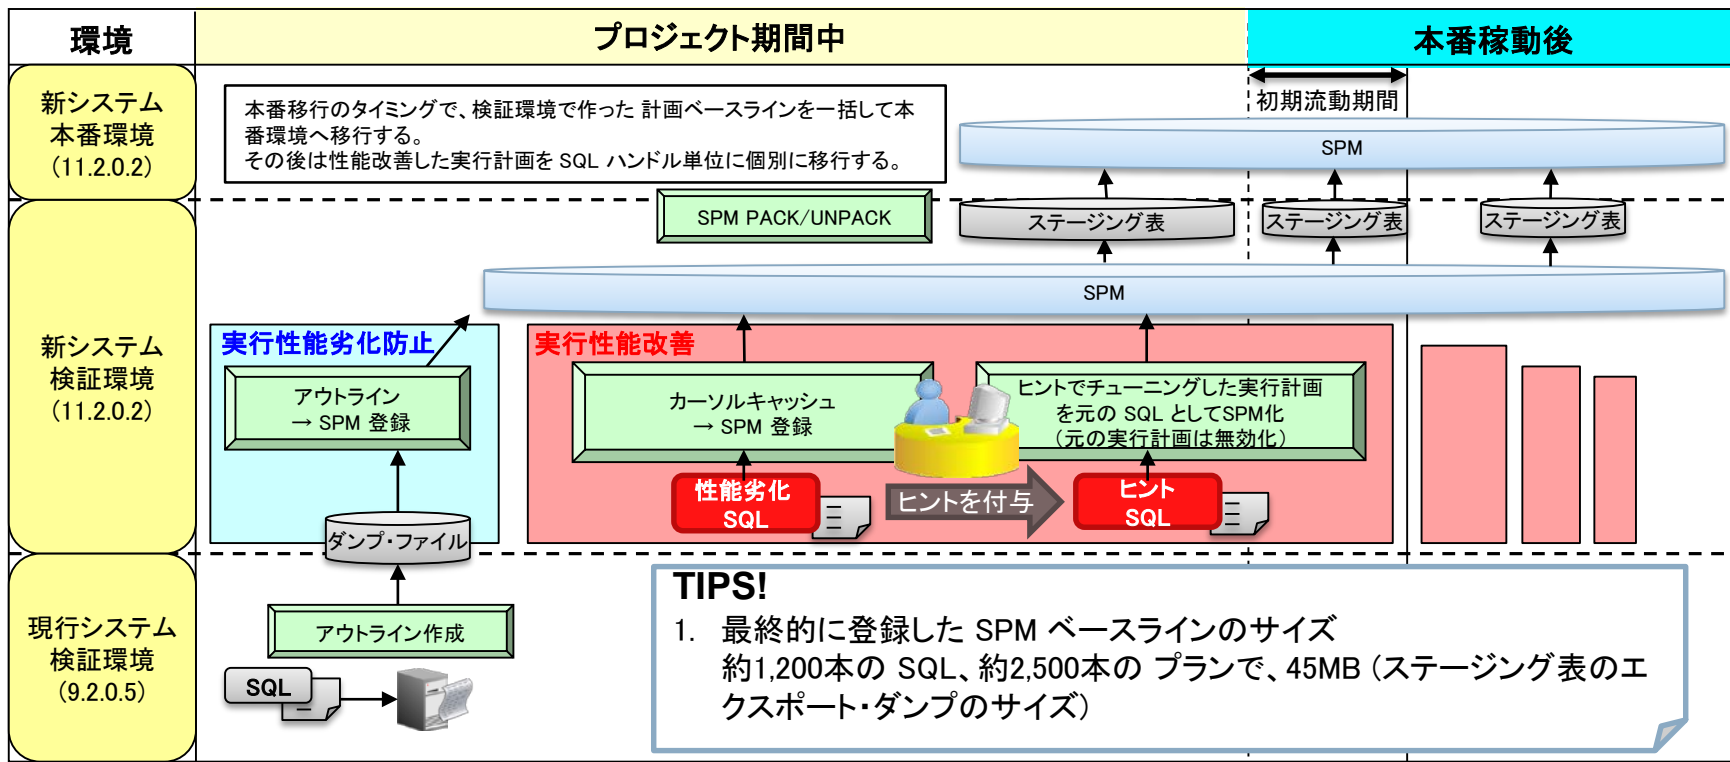 環境
プロジェクト期間中
本番稼動後
新システム
本番環境
(11.2.0.2)
本番移行のタイミングで、検証環境で作った 計画ベースラインを一括して本
番環境へ移行する。
その後は性能改善した実行計画を SQL ハンドル単位に個別に移行する。
初期流動期間
SPM
SPM PACK/UNPACK
ステージング表
ステージング表
ステージング表
SPM
新システム
検証環境
(11.2.0.2)
実行性能劣化防止
アウトライン
→ SPM 登録
ダンプ・ファイル
実行性能改善
カーソルキャッシュ
→ SPM 登録
ヒントでチューニングした実行計画
を元の SQL としてSPM化
(元の実行計画は無効化)
性能劣化
SQL
ヒントを付与
ヒント
SQL
現行システム
検証環境
(9.2.0.5)
アウトライン作成
SQL
TIPS!
1. 最終的に登録した SPM ベースラインのサイズ
約1,200本の SQL、約2,500本の プランで、45MB (ステージング表のエ
クスポート・ダンプのサイズ)